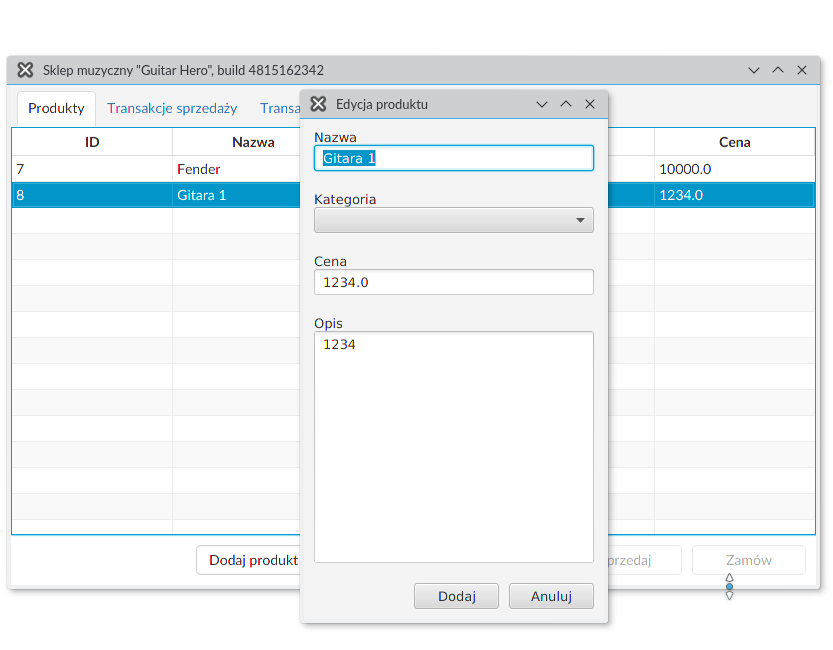 Sklep muzyczny "Guitar Hero", build 4815162342
Produkty Transakcje sprzedaży Transa
ID Nazwa Cena
7 Fender 10000.0
8 Gitara 1 1234.0
Dodaj produkt przedaj Zamów
Edycja produktu
Nazwa
Gitara 1
Kategoria
Cena
1234.0
Opis
1234
Dodaj Anuluj